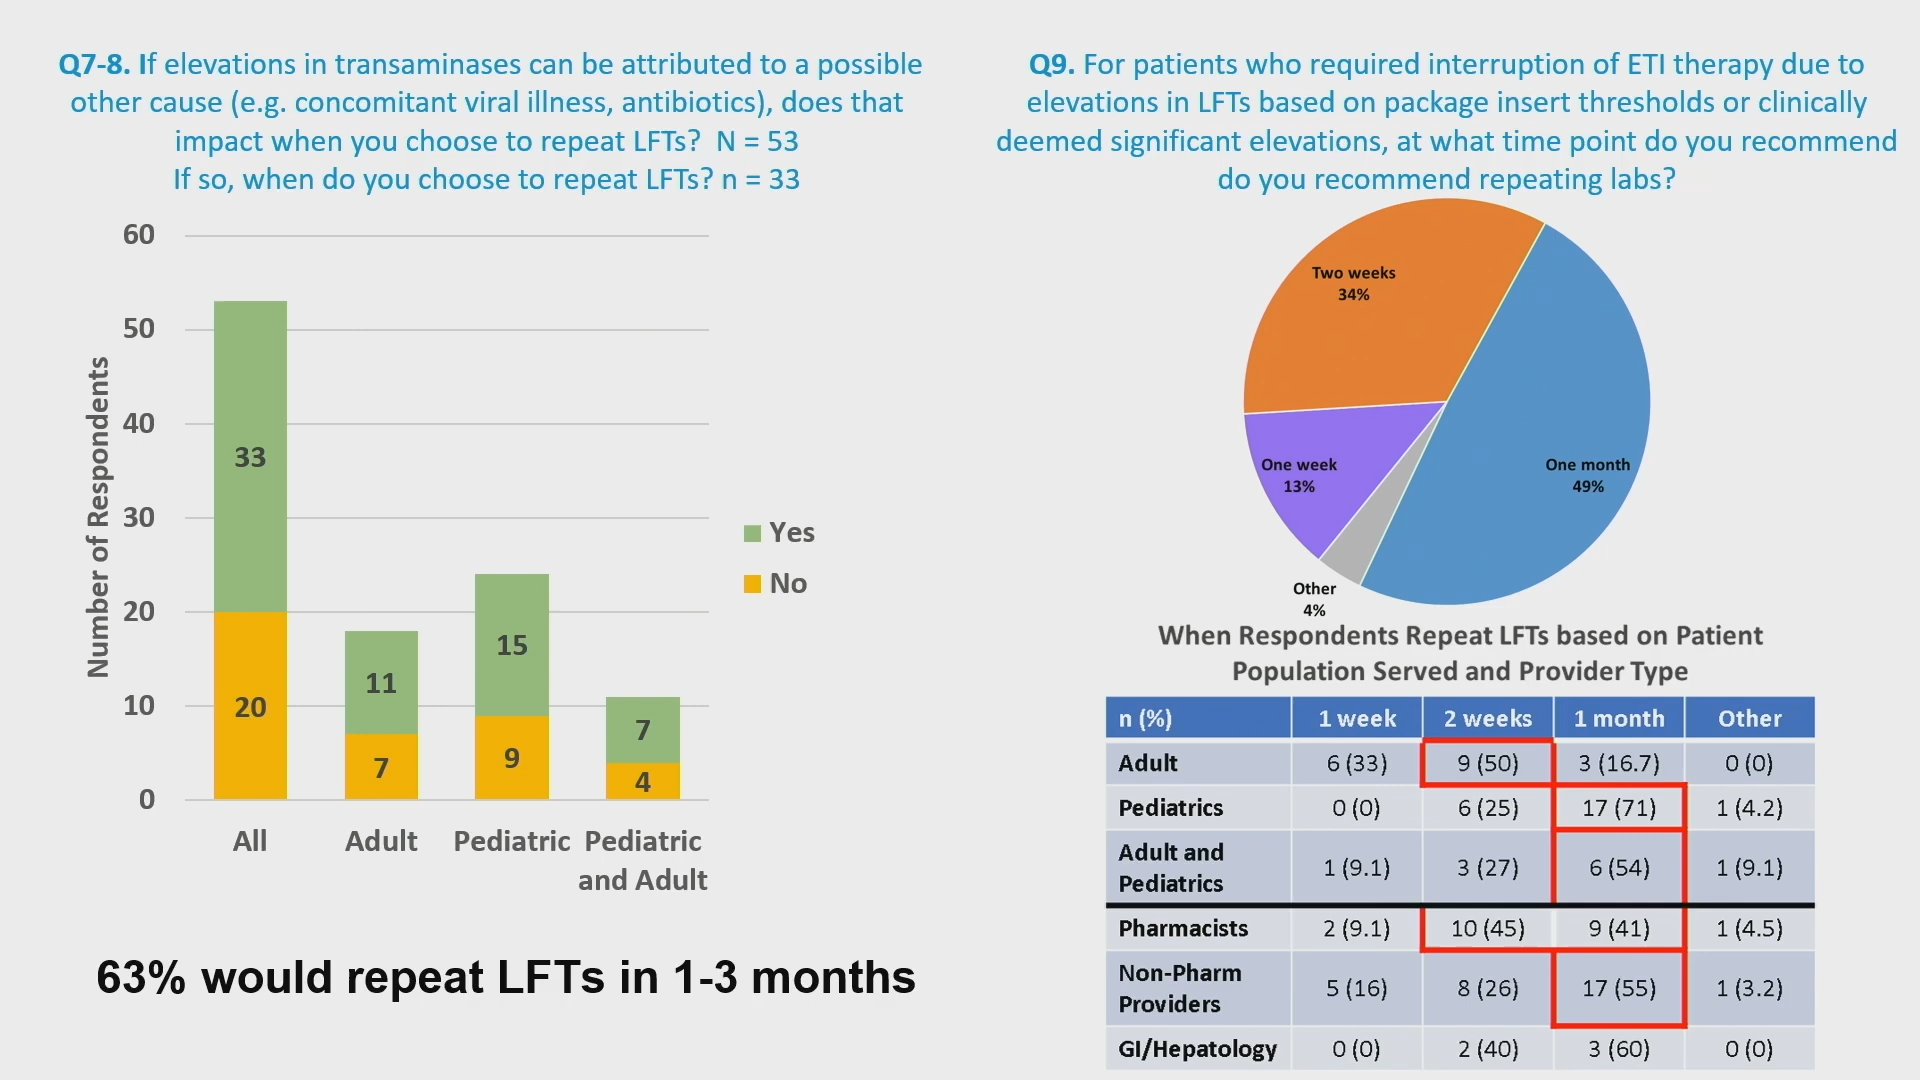 Q7-8. If elevations in transaminases can be attributed to a possible
other cause (e.g. concomitant viral illness, antibiotics), does that
impact when you choose to repeat LFTs? N = 53
If so, when do you choose to repeat LFTs? n = 33
60
50
40
30
20
10
0
Number of Respondents
33
20
11
7
15
9
7
4
All
Adult
Pediatric
Pediatric
and Adult
Yes
No
63% would repeat LFTs in 1-3 months
Q9. For patients who required interruption of ETI therapy due to
elevations in LFTs based on package insert thresholds or clinically
deemed significant elevations, at what time point do you recommend
do you recommend repeating labs?
Two weeks
34%
One week
13%
One month
49%
Other
4%
When Respondents Repeat LFTs based on Patient
Population Served and Provider Type
n (%) 1 week 2 weeks 1 month Other
Adult 6 (33) 9 (50) 3 (16.7) 0 (0)
Pediatrics 0 (0) 6 (25) 17 (71) 1 (4.2)
Adult and
Pediatrics 1 (9.1) 3 (27) 6 (54) 1 (9.1)
Pharmacists 2 (9.1) 10 (45) 9 (41) 1 (4.5)
Non-Pharm
Providers 5 (16) 8 (26) 17 (55) 1 (3.2)
GI/Hepatology 0 (0) 2 (40) 3 (60) 0 (0)